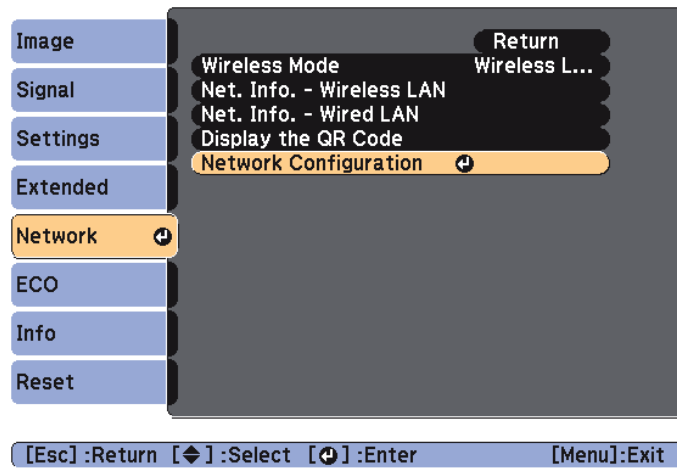 Image
Signal
Settings
Extended
Network
ECO
Info
Reset
Return
Wireless Mode Wireless L...
Net. Info. - Wireless LAN
Net. Info. - Wired LAN
Display the QR Code
Network Configuration
[Esc] :Return [◆] :Select [↵] :Enter [Menu]:Exit